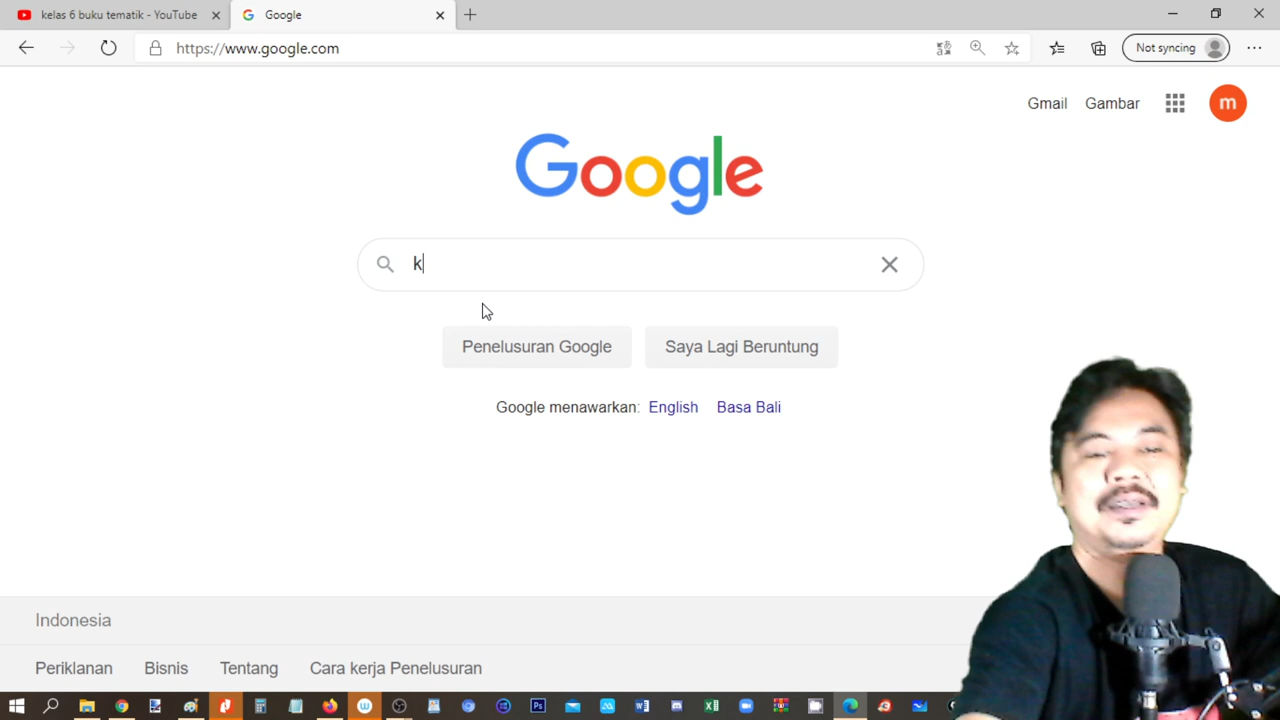 kelas 6 buku tematik - YouTube
Google
https://www.google.com
Not syncing
Gmail Gambar
m
Google
k
Penelusuran Google Saya Lagi Beruntung
Google menawarkan: English Basa Bali
Indonesia
Periklanan Bisnis Tentang Cara kerja Penelusuran